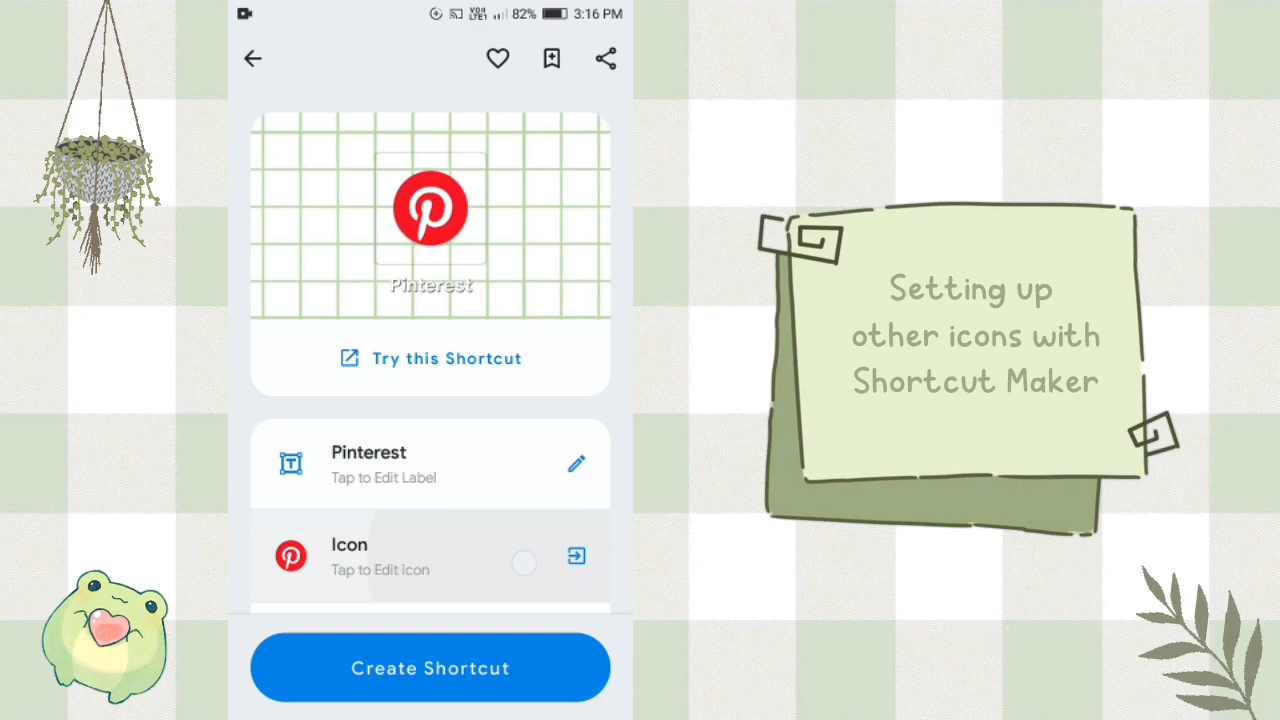 VoLTE1 82% 3:16 PM
Pinterest
Try this Shortcut
Pinterest
Tap to Edit Label
Icon
Tap to Edit icon
Create Shortcut
Setting up
other icons with
Shortcut Maker